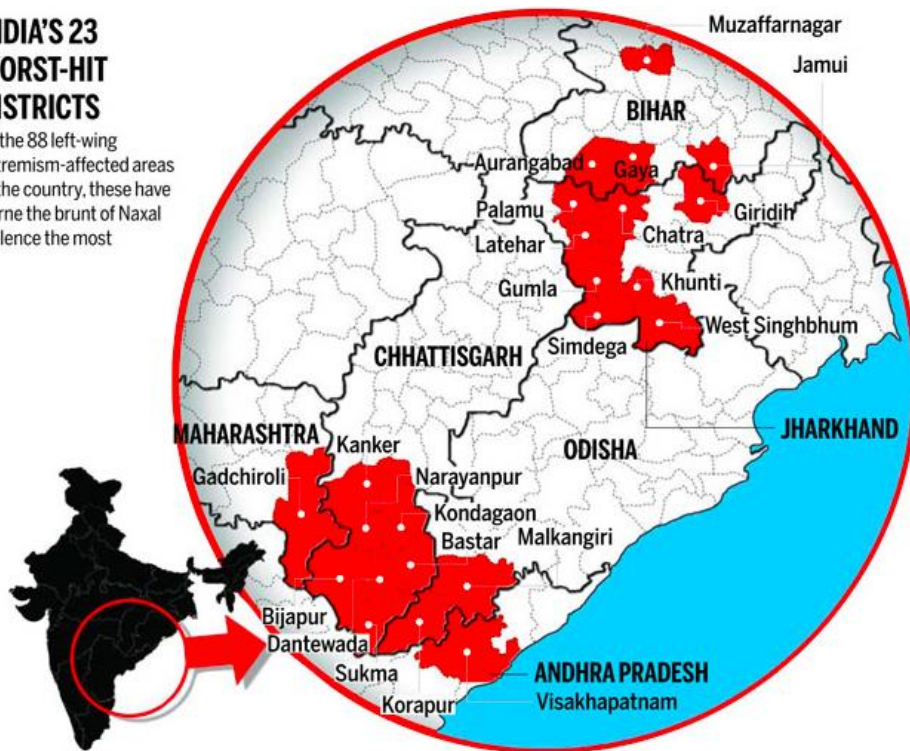 NDIA'S 23
ORST-HIT
ISTRICTS
the 88 left-wing
tremism-affected areas
the country, these have
rne the brunt of Naxal
lence the most
Muzaffarnagar
Jamui
BIHAR
Aurangabad
Gaya
Palamu
Giridih
Latehar
Chatra
Gumla
Khunti
Simdega
West Singhbhum
CHHATTISGARH
MAHARASHTRA
Kanker
ODISHA
JHARKHAND
Gadchiroli
Narayanpur
Kondagaon
Bastar
Malkangiri
Bijapur
Dantewada
Sukma
ANDHRA PRADESH
Korapur
Visakhapatnam